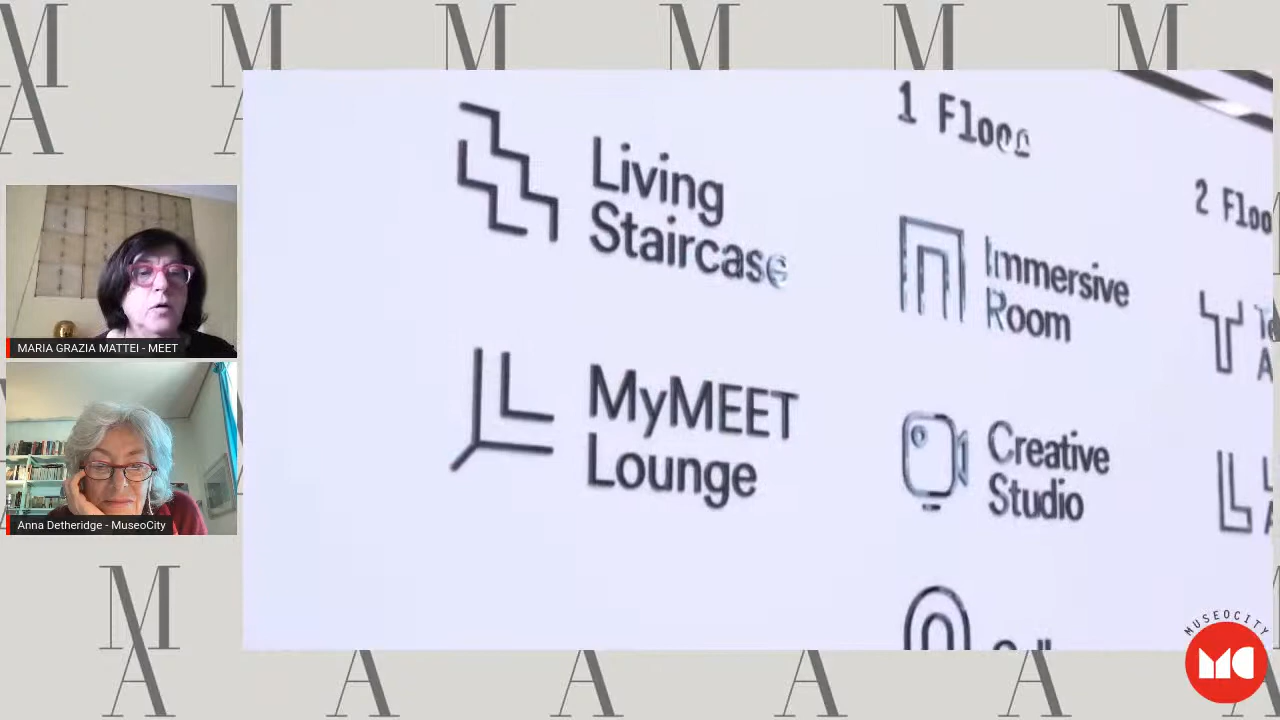 MARIA GRAZIA MATTEI - MEET
Anna Detheridge - MuseoCity
Living
Staircase
MyMEET
Lounge
1 Floor
Immersive
Room
Creative
Studio
2 Floo
MUSEOCITY